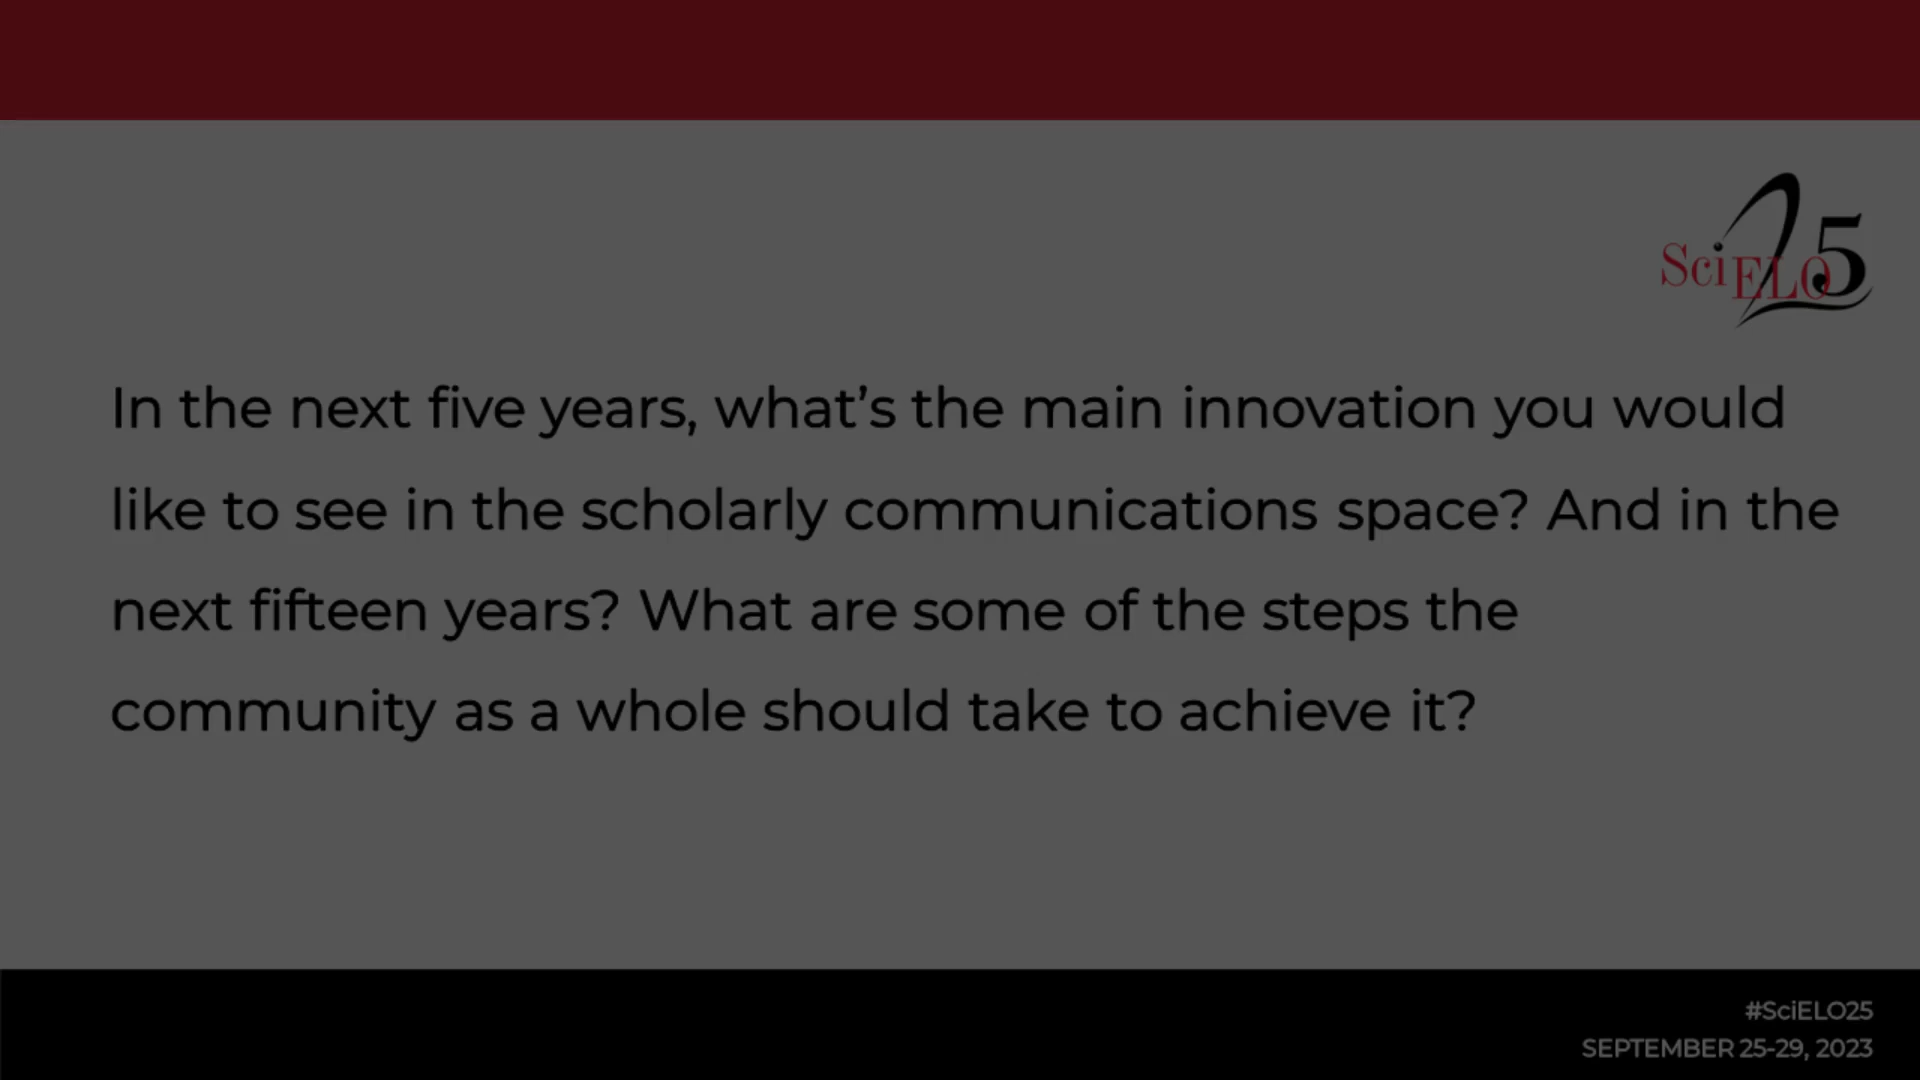 SciELO 25
In the next five years, what’s the main innovation you would
like to see in the scholarly communications space? And in the
next fifteen years? What are some of the steps the
community as a whole should take to achieve it?
#SciELO25
SEPTEMBER 25-29, 2023